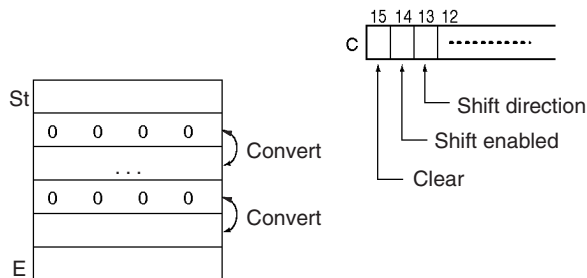 15 14 13 12
C
Shift direction
Shift enabled
Clear
St
0 0 0 0
Convert
. . .
0 0 0 0
Convert
E